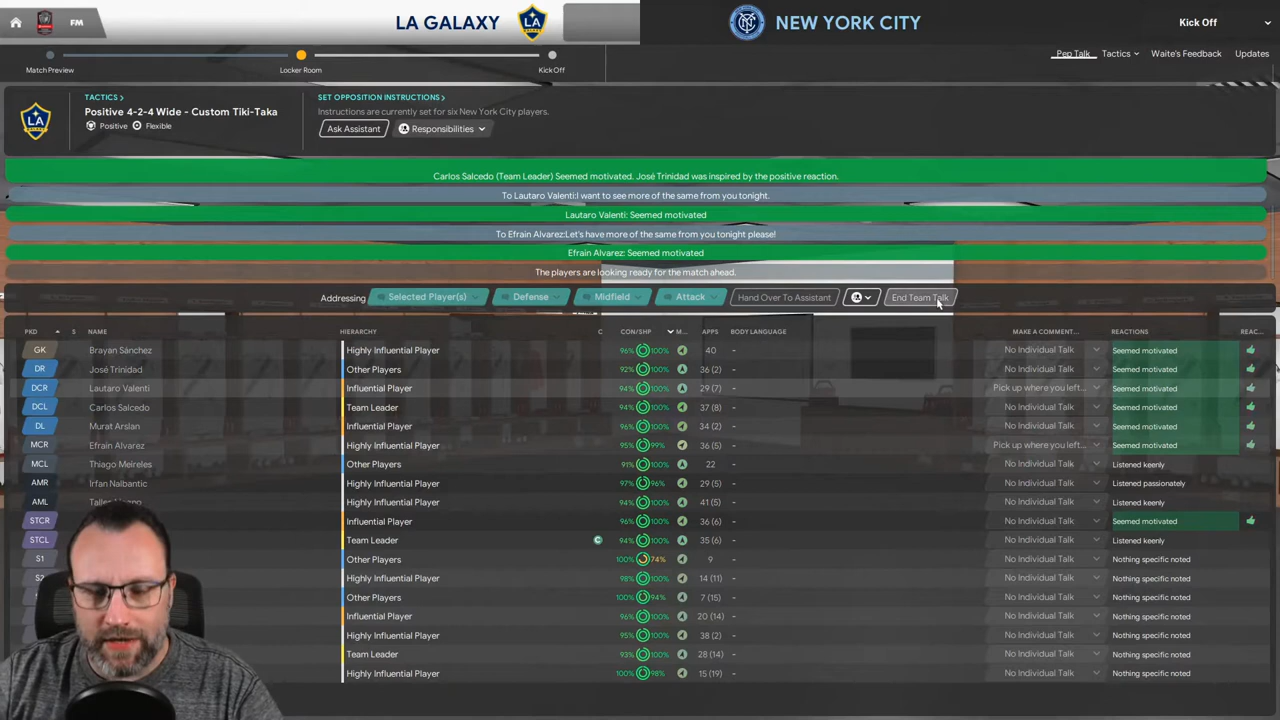 FM
LA GALAXY
NEW YORK CITY
Kick Off
Match Preview
Locker Room
Kick Off
Pep Talk
Tactics
Waite's Feedback
Updates
TACTICS >
Positive 4-2-4 Wide - Custom Tiki-Taka
Positive Flexible
SET OPPOSITION INSTRUCTIONS >
Instructions are currently set for six New York City players.
Ask Assistant
Responsibilities
Carlos Salcedo (Team Leader) Seemed motivated. José Trinidad was inspired by the positive reaction.
To Lautaro Valenti:I want to see more of the same from you tonight.
Lautaro Valenti: Seemed motivated
To Efrain Alvarez:Let's have more of the same from you tonight please!
Efrain Alvarez: Seemed motivated
The players are looking ready for the match ahead.
Addressing Selected Player(s) Defense Midfield Attack Hand Over To Assistant End Team Talk
PKD S NAME HIERARCHY C CON/SHP M... APPS BODY LANGUAGE MAKE A COMMENT... REACTIONS REAC...
GK Brayan Sánchez Highly Influential Player 96% 100% 40 - No Individual Talk Seemed motivated
DR José Trinidad Other Players 92% 100% 36 (2) - No Individual Talk Seemed motivated
DCR Lautaro Valenti Influential Player 94% 100% 29 (7) - Pick up where you left... Seemed motivated
DCL Carlos Salcedo Team Leader 94% 100% 37 (8) - No Individual Talk Seemed motivated
DL Murat Arslan Influential Player 96% 100% 34 (2) - No Individual Talk Seemed motivated
MCR Efrain Alvarez Highly Influential Player 95% 99% 36 (5) - Pick up where you left... Seemed motivated
MCL Thiago Meireles Other Players 91% 100% 22 - No Individual Talk Listened keenly
AMR Irfan Nalbantic Highly Influential Player 97% 96% 29 (5) - No Individual Talk Listened passionately
AML Highly Influential Player 94% 100% 41 (5) - No Individual Talk Listened keenly
STCR Influential Player 96% 100% 36 (6) - No Individual Talk Seemed motivated
STCL Team Leader C 94% 100% 35 (6) - No Individual Talk Listened keenly
S1 Other Players 100% 74% 9 - No Individual Talk Nothing specific noted
S2 Highly Influential Player 98% 100% 14 (11) - No Individual Talk Nothing specific noted
Other Players 100% 94% 7 (15) - No Individual Talk Nothing specific noted
Influential Player 96% 100% 20 (14) - No Individual Talk Nothing specific noted
Highly Influential Player 95% 100% 38 (2) - No Individual Talk Nothing specific noted
Team Leader 93% 100% 28 (14) - No Individual Talk Nothing specific noted
Highly Influential Player 100% 98% 15 (19) - No Individual Talk Nothing specific noted